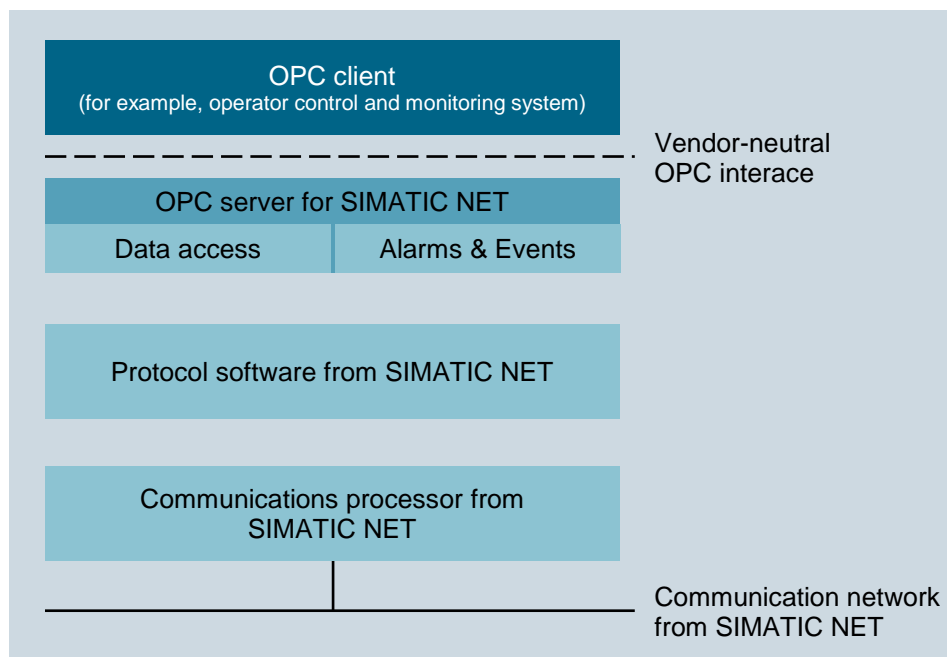 OPC client
(for example, operator control and monitoring system)
Vendor-neutral
OPC interace
OPC server for SIMATIC NET
Data access
Alarms & Events
Protocol software from SIMATIC NET
Communications processor from
SIMATIC NET
Communication network
from SIMATIC NET